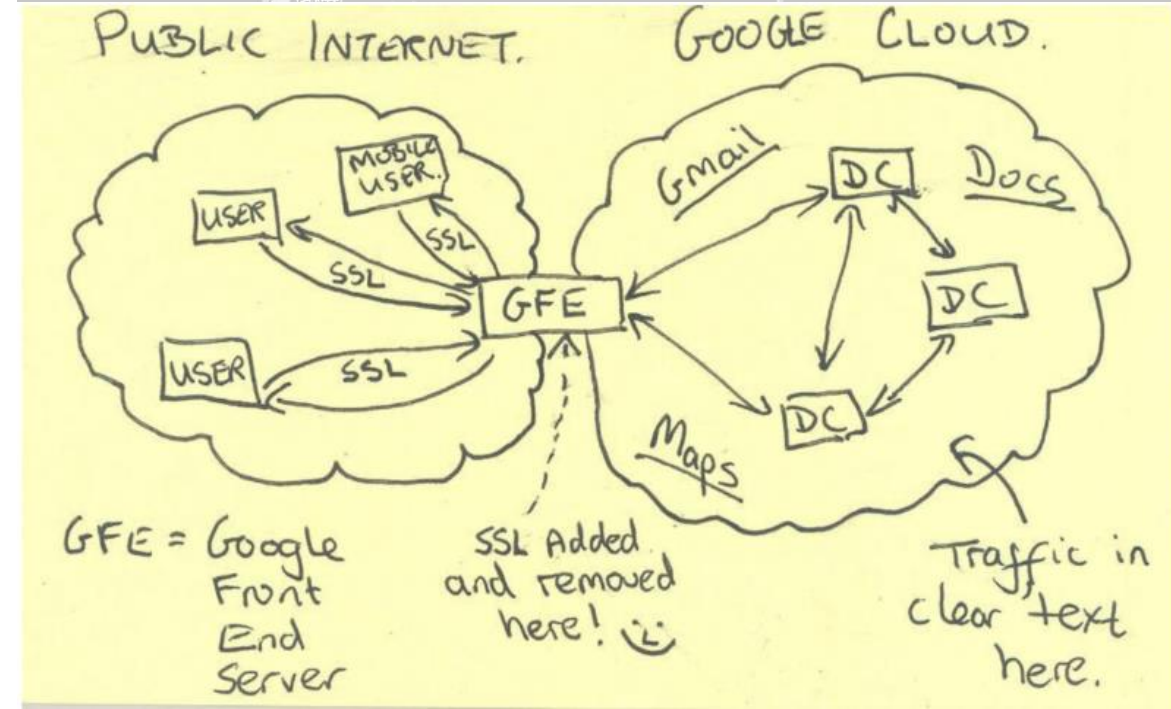 PUBLIC INTERNET.
GOOGLE CLOUD.
MOBILE
USER.
USER
SSL
SSL
GFE
USER
SSL
Gmail
DC
Docs
DC
DC
Maps
GFE = Google
Front
End
Server
SSL Added
and removed
here!
Traffic in
clear text
here.